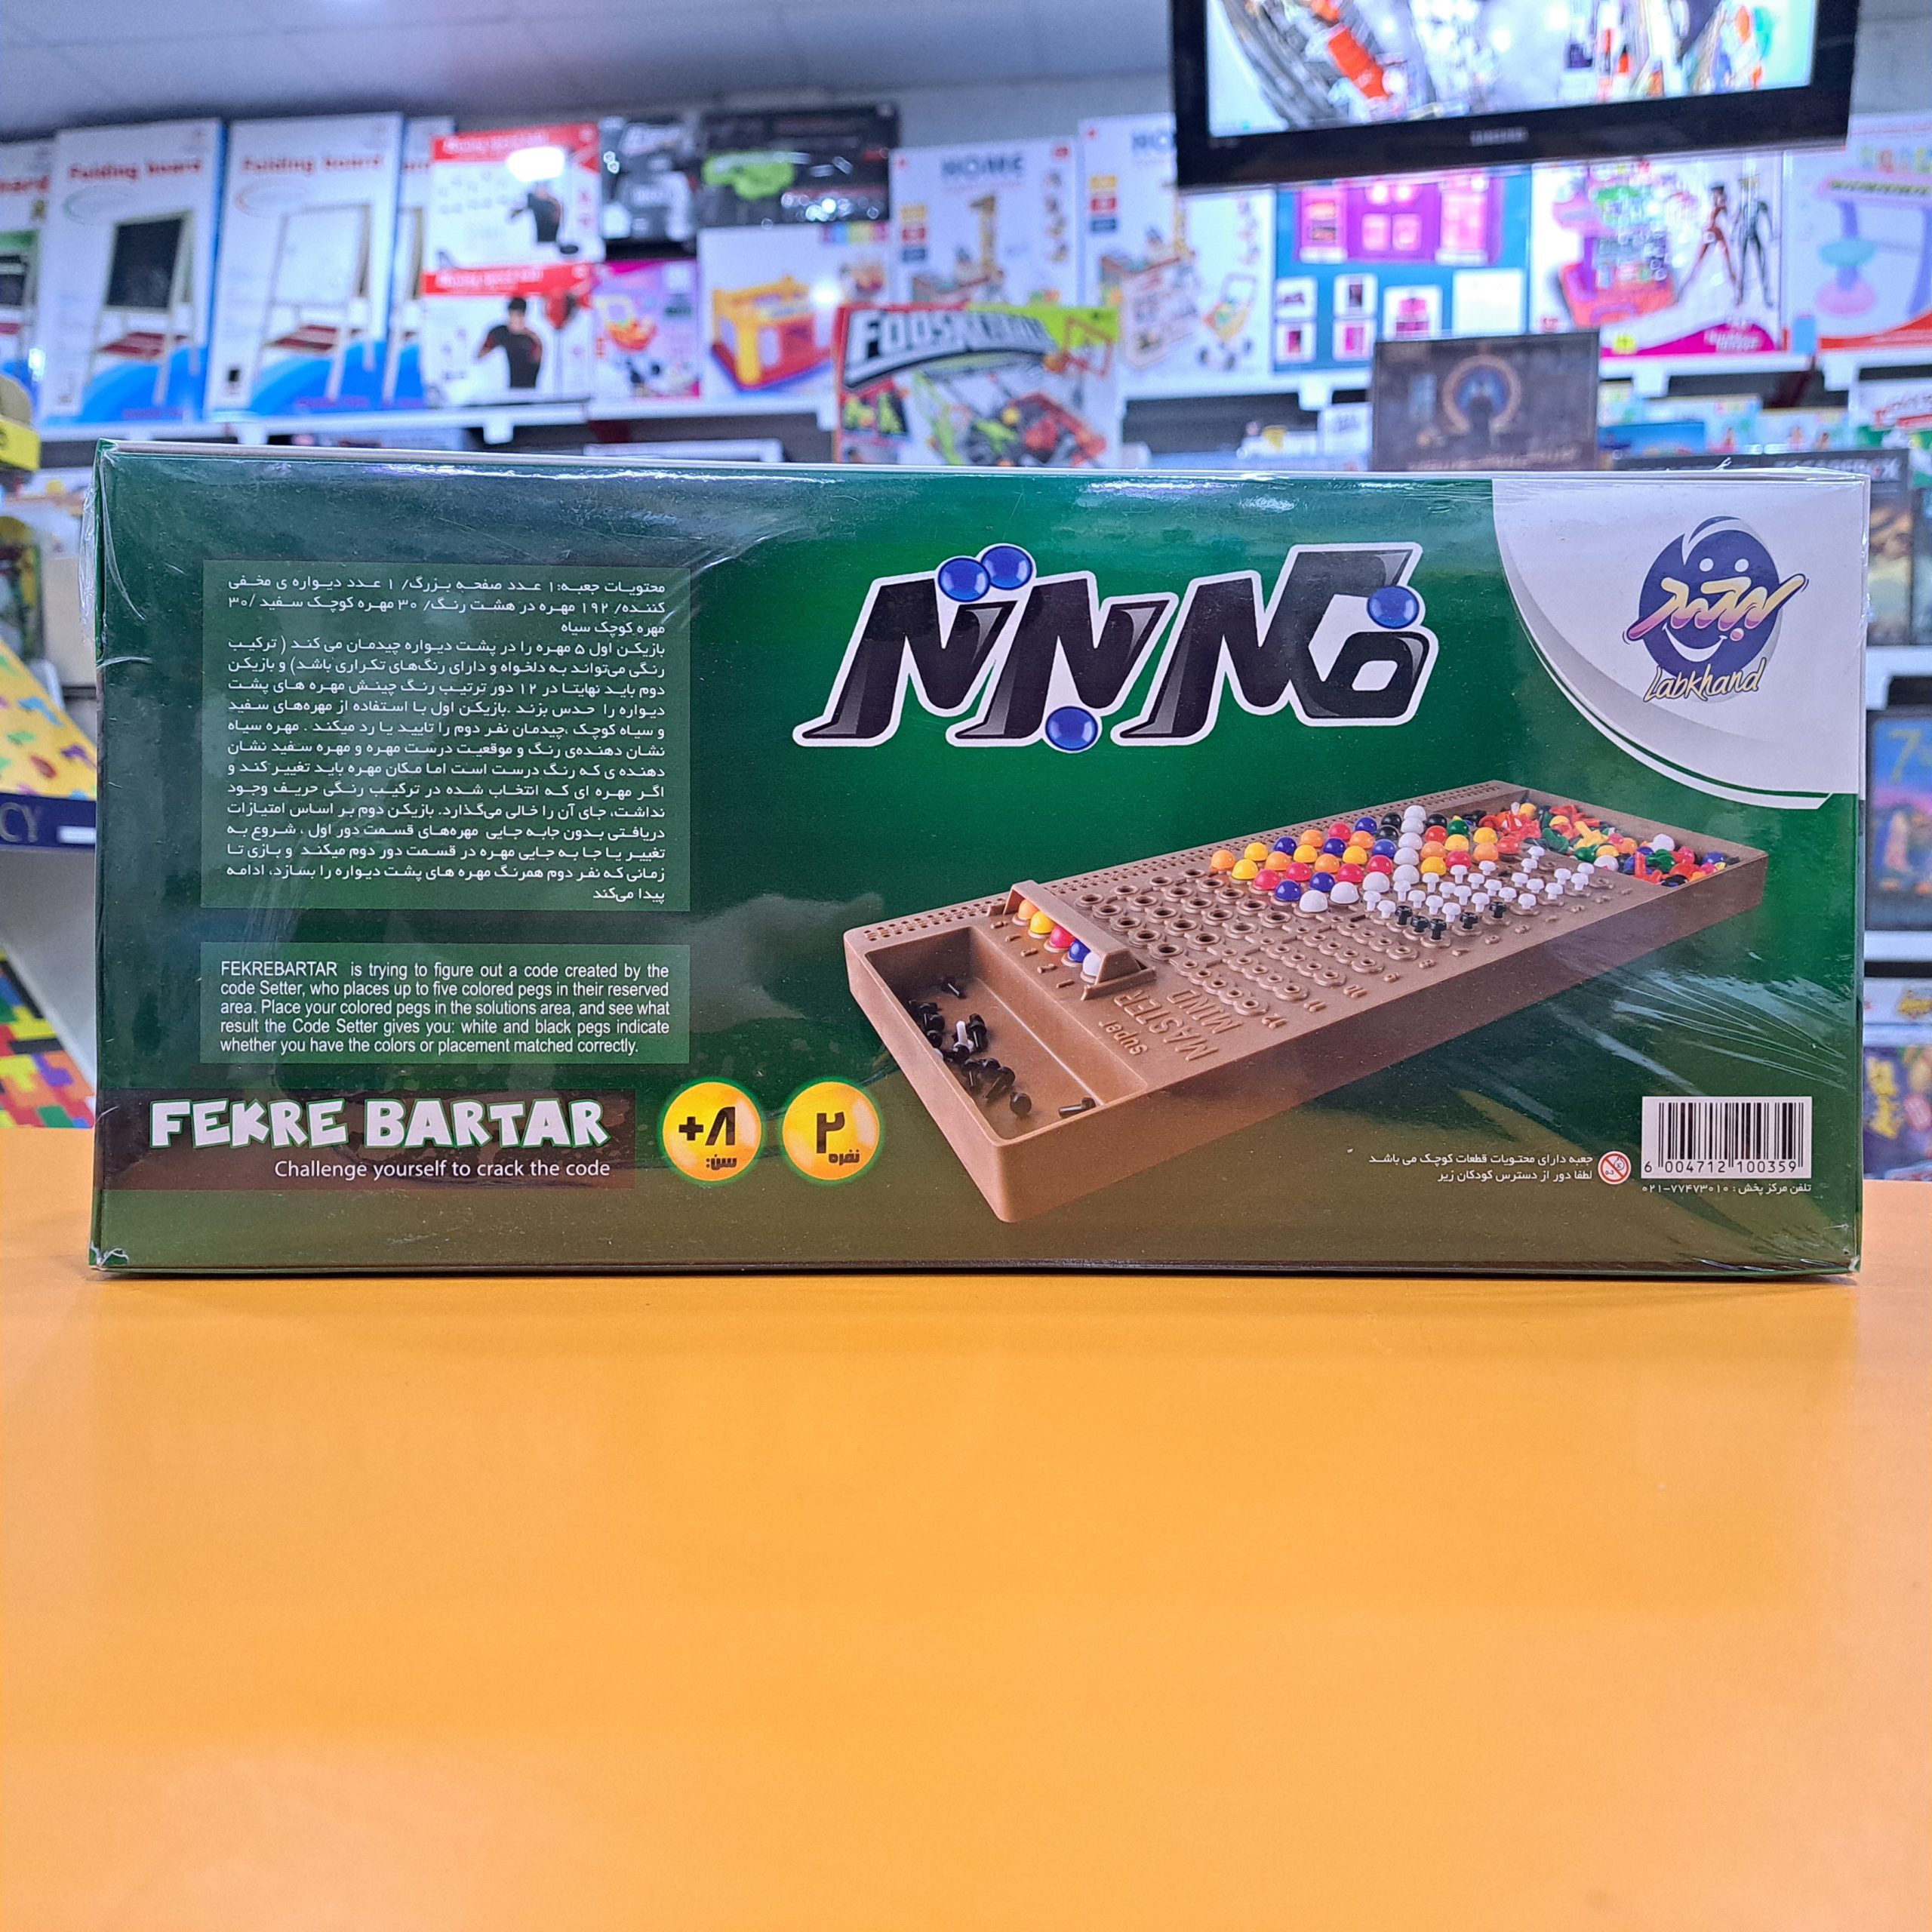 Folding board
Folding board
HOME
SAMSUNG
فکر برتر
لبخند
Labkhand
محتویات جعبه:۱ عدد صفحه بزرگ/ ۱ عدد دیواره ی مخفی
کننده/ ۱۹۲ مهره در هشت رنگ/ ۳۰ مهره کوچک سفید /۳۰
مهره کوچک سیاه
بازیکن اول ۵ مهره را در پشت دیواره چیدمان می کند ( ترکیب
رنگی می‌تواند به دلخواه و دارای رنگ‌های تکراری باشد) و بازیکن
دوم باید نهایتا در ۱۲ دور ترتیب رنگ چینش مهره های پشت
دیواره را حدس بزند .بازیکن اول با استفاده از مهره‌های سفید
و سیاه کوچک ،چیدمان نفر دوم را تایید یا رد میکند . مهره سیاه
نشان دهنده‌ی رنگ و موقعیت درست مهره و مهره سفید نشان
دهنده ی که رنگ درست است اما مکان مهره باید تغییر کند و
اگر مهره ای که انتخاب شده در ترکیب رنگی حریف وجود
نداشت، جای آن را خالی می‌گذارد. بازیکن دوم بر اساس امتیازات
دریافتی بدون جابه جایی مهره‌های قسمت دور اول ، شروع به
تغییر یا جا به جایی مهره در قسمت دور دوم میکند و بازی تا
زمانی که نفر دوم همرنگ مهره های پشت دیواره را بسازد، ادامه
پیدا می‌کند
FEKREBARTAR is trying to figure out a code created by the
code Setter, who places up to five colored pegs in their reserved
area. Place your colored pegs in the solutions area, and see what
result the Code Setter gives you: white and black pegs indicate
whether you have the colors or placement matched correctly.
super
MASTER
MIND
FEKRE BARTAR
Challenge yourself to crack the code
+۸
سن:
۲
نفره
جعبه دارای محتویات قطعات کوچک می باشد
لطفا دور از دسترس کودکان زیر
6 004712 100359
تلفن مرکز پخش : ۷۷۴۷۳۰۱۰-۰۲۱